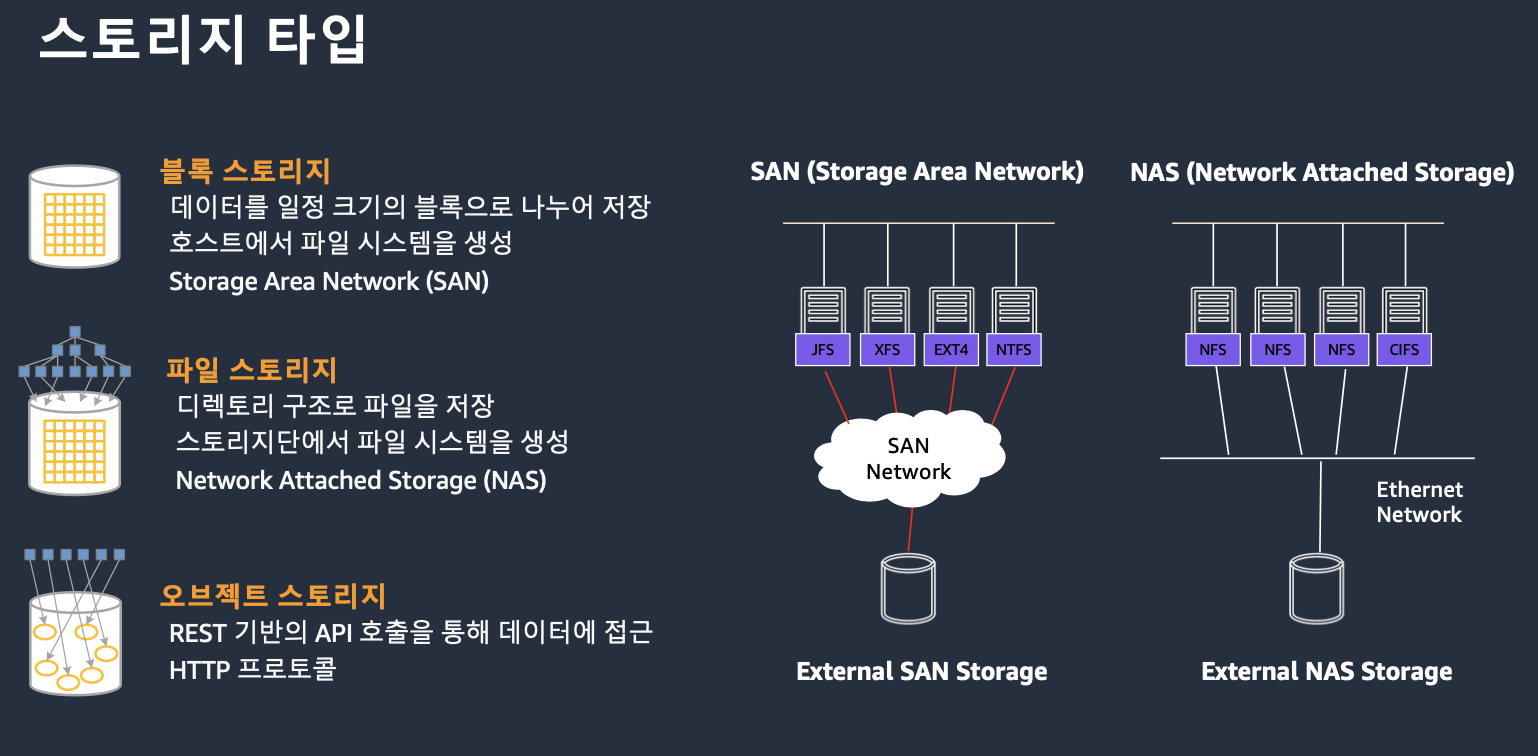 스토리지 타입
블록 스토리지
데이터를 일정 크기의 블록으로 나누어 저장
호스트에서 파일 시스템을 생성
Storage Area Network (SAN)
파일 스토리지
디렉토리 구조로 파일을 저장
스토리지단에서 파일 시스템을 생성
Network Attached Storage (NAS)
오브젝트 스토리지
REST 기반의 API 호출을 통해 데이터에 접근
HTTP 프로토콜
SAN (Storage Area Network)
JFS XFS EXT4 NTFS
SAN
Network
External SAN Storage
NAS (Network Attached Storage)
NFS NFS NFS CIFS
Ethernet
Network
External NAS Storage